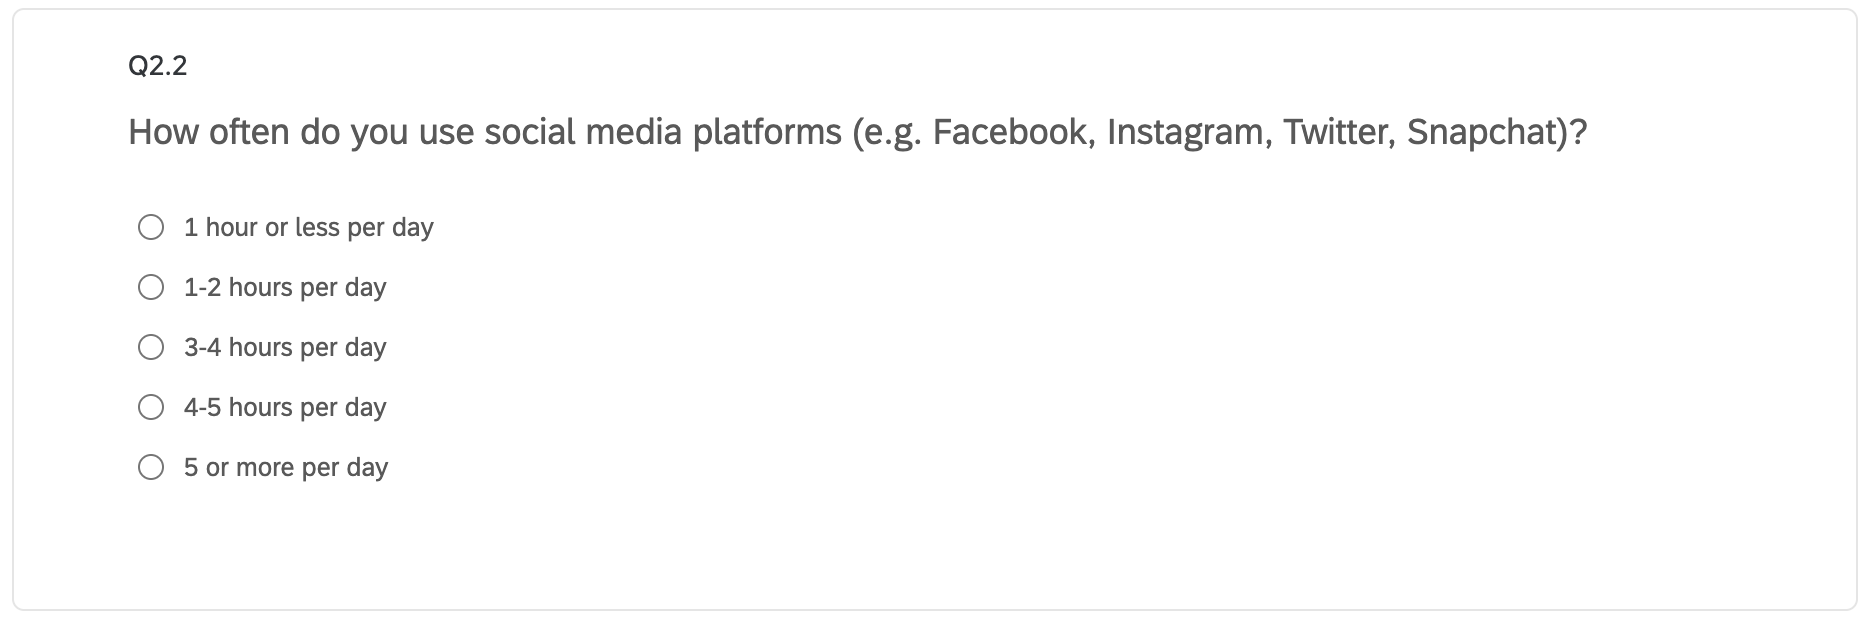 Q2.2
How often do you use social media platforms (e.g. Facebook, Instagram, Twitter, Snapchat)?
1 hour or less per day
1-2 hours per day
3-4 hours per day
4-5 hours per day
5 or more per day